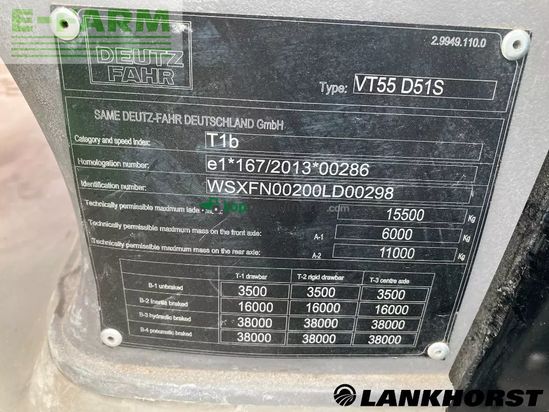 E-FARM
DEUTZ
FAHR
2.9949.110.0
Type: VT55 D51S
SAME DEUTZ-FAHR DEUTSCHLAND GmbH
Category and speed index: T1b
Homologation number: e1*167/2013*00286
Identification number: WSXFN00200LD00298
Technically permissible maximum 15500 Kg
Technically permissible maximum mass on the front axle: A-1 6000 Kg
Technically permissible maximum mass on the rear axle: A-2 11000 Kg
T-1 drawbar T-2 rigid drawbar T-3 centre axle
B-1 unbraked 3500 3500 3500
B-2 inertia braked 16000 16000 16000
B-3 hydraulic braked 38000 38000 38000
B-4 pneumatic braked 38000 38000 38000
LANKHORST